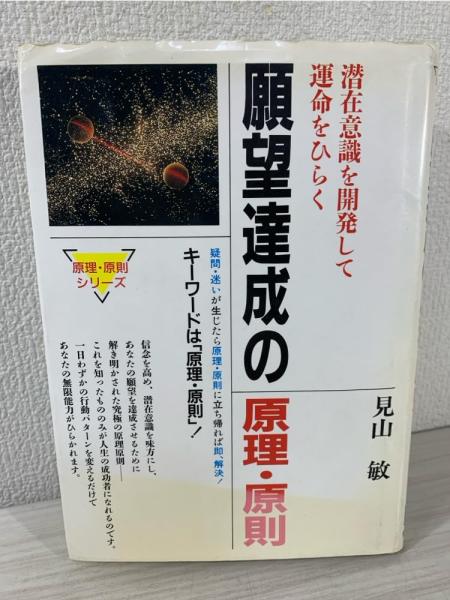 潜在意識を開発して
運命をひらく
願望達成の原理・原則
見山 敏
疑問・迷いが生じたら原理・原則に立ち帰れば即、解決!
キーワードは「原理・原則」!
原理・原則
シリーズ
信念を高め、潜在意識を味方にし、
あなたの願望を達成させるために
解き明かされた究極の原理原則――
これを知ったもののみが人生の成功者になれるのです。
一日わずかの行動パターンを変えるだけで
あなたの無限能力がひらかれます。